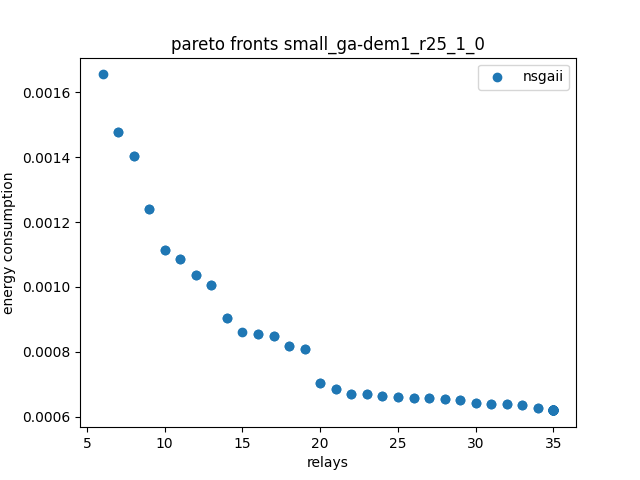 pareto fronts small_ga-dem1_r25_1_0
nsgaii
energy consumption
0.0016
0.0014
0.0012
0.0010
0.0008
0.0006
5 10 15 20 25 30 35
relays